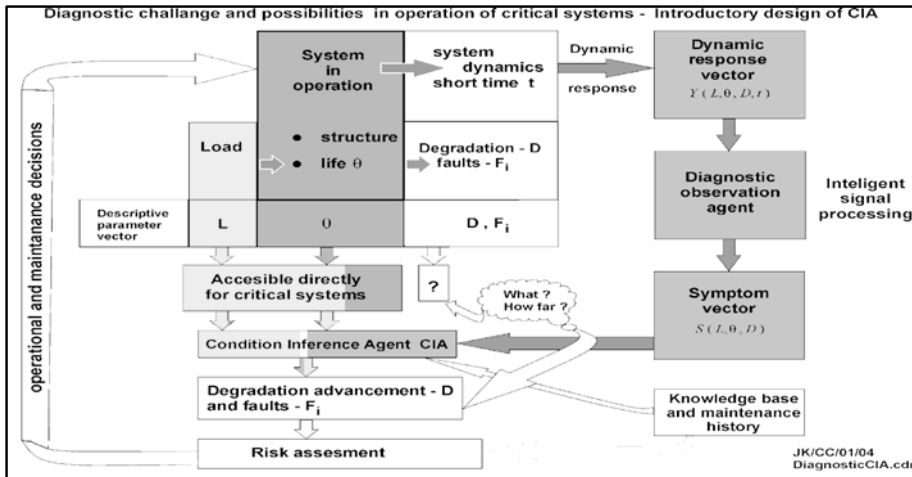 Diagnostic challange and possibilities in operation of critical systems - Introductory design of CIA
System
in
operation
• structure
• life θ
system
dynamics
short time t
Dynamic
response
Dynamic
response
vector
Y ( L, θ, D, t )
Load
Degradation - D
faults - Fi
Diagnostic
observation
agent
Inteligent
signal
processing
Descriptive
parameter
vector
L
θ
D , Fi
Accesible directly
for critical systems
?
What ?
How far ?
Symptom
vector
S ( L, θ, D )
Condition Inference Agent CIA
Degradation advancement - D
and faults - Fi
Knowledge base
and maintenance
history
Risk assesment
operational and maintanance decisions
JK/CC/01/04
DiagnosticCIA.cdr